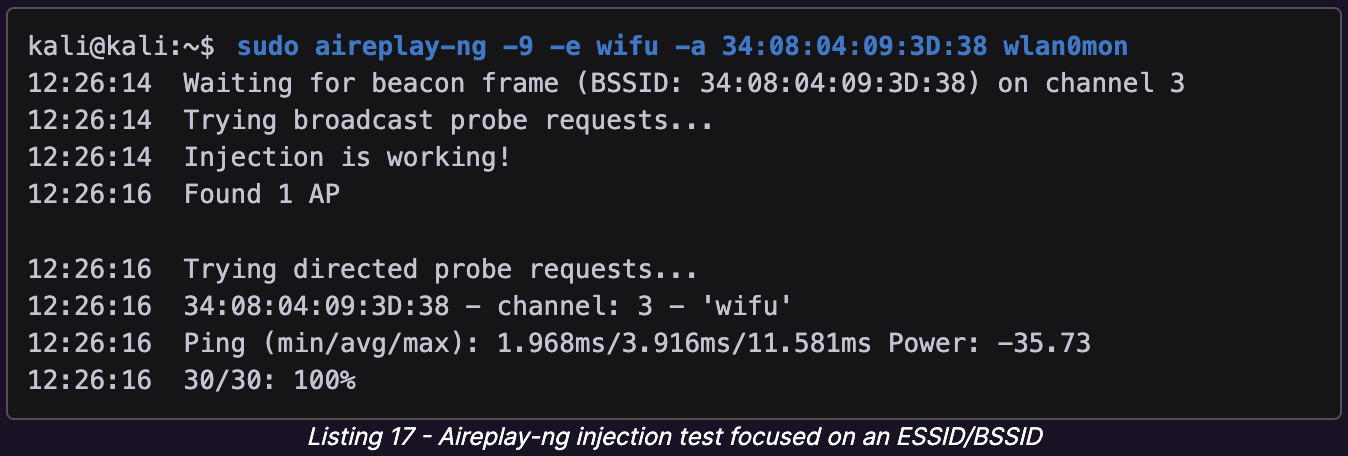 kali@kali:~$ sudo aireplay-ng -9 -e wifu -a 34:08:04:09:3D:38 wlan0mon
12:26:14  Waiting for beacon frame (BSSID: 34:08:04:09:3D:38) on channel 3
12:26:14  Trying broadcast probe requests...
12:26:14  Injection is working!
12:26:16  Found 1 AP

12:26:16  Trying directed probe requests...
12:26:16  34:08:04:09:3D:38 - channel: 3 - 'wifu'
12:26:16  Ping (min/avg/max): 1.968ms/3.916ms/11.581ms Power: -35.73
12:26:16  30/30: 100%
Listing 17 - Aireplay-ng injection test focused on an ESSID/BSSID